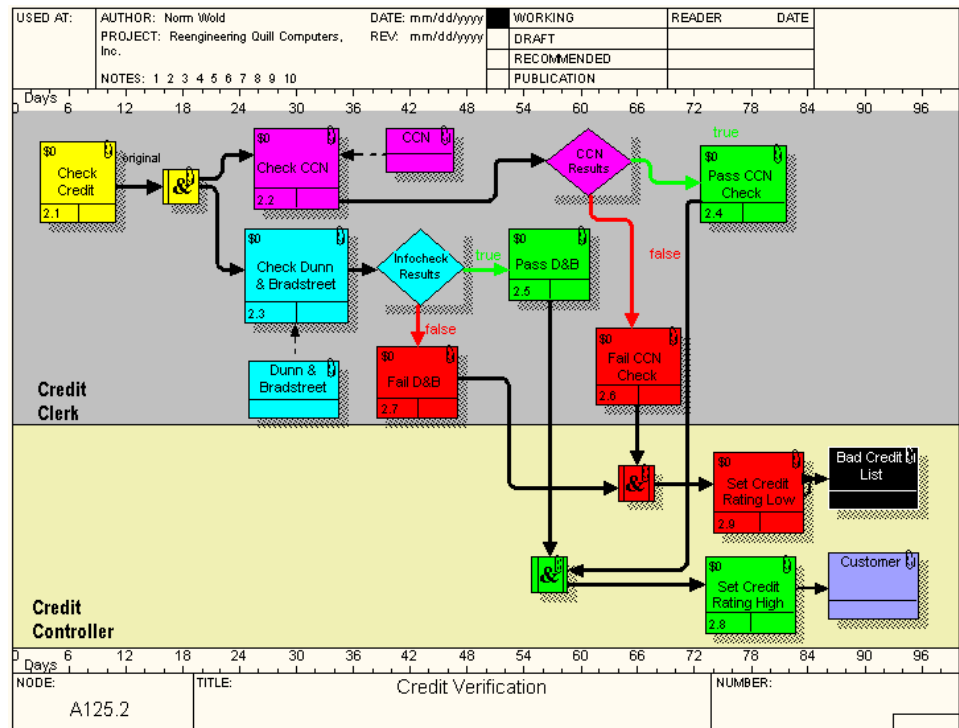 USED AT:
AUTHOR: Norm Wold
DATE: mm/dd/yyyy
WORKING
READER
DATE
PROJECT: Reengineering Quill Computers,
Inc.
REV: mm/dd/yyyy
DRAFT
RECOMMENDED
NOTES: 1 2 3 4 5 6 7 8 9 10
PUBLICATION
Days
0 6 12 18 24 30 36 42 48 54 60 66 72 78 84 90 96
$0
Check
Credit
2.1
original
&
$0
Check CCN
2.2
CCN
CCN
Results
true
$0
Pass CCN
Check
2.4
false
$0
Check Dunn
& Bradstreet
2.3
Infocheck
Results
true
$0
Pass D&B
2.5
false
Dunn &
Bradstreet
$0
Fail D&B
2.7
$0
Fail CCN
Check
2.6
Credit
Clerk
&
$0
Set Credit
Rating Low
2.9
Bad Credit
List
&
$0
Set Credit
Rating High
2.8
Customer
Credit
Controller
0 6 12 18 24 30 36 42 48 54 60 66 72 78 84 90 96
Days
NODE:
A125.2
TITLE:
Credit Verification
NUMBER: